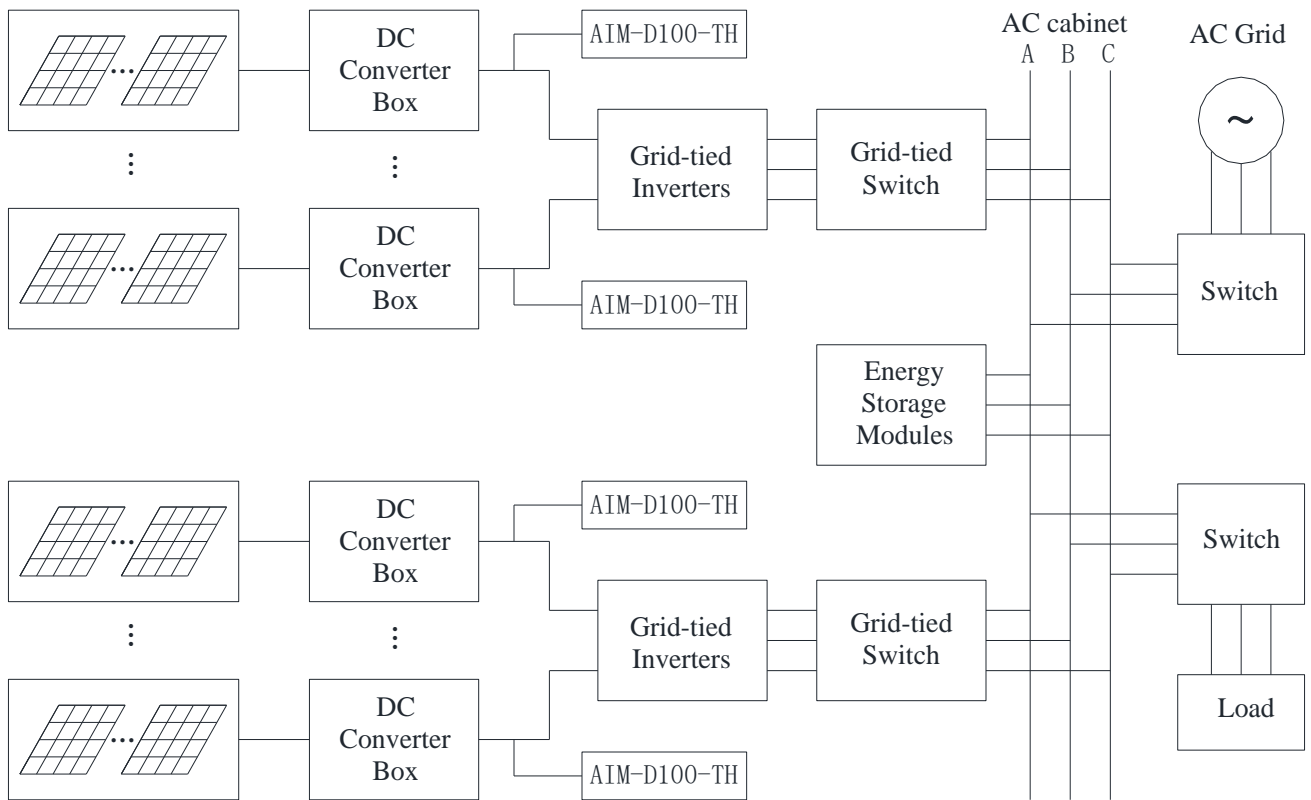 AC cabinet
A B C
AC Grid
~
DC
Converter
Box
AIM-D100-TH
Grid-tied
Inverters
Grid-tied
Switch
DC
Converter
Box
AIM-D100-TH
Switch
Energy
Storage
Modules
DC
Converter
Box
AIM-D100-TH
Switch
Grid-tied
Inverters
Grid-tied
Switch
DC
Converter
Box
AIM-D100-TH
Load